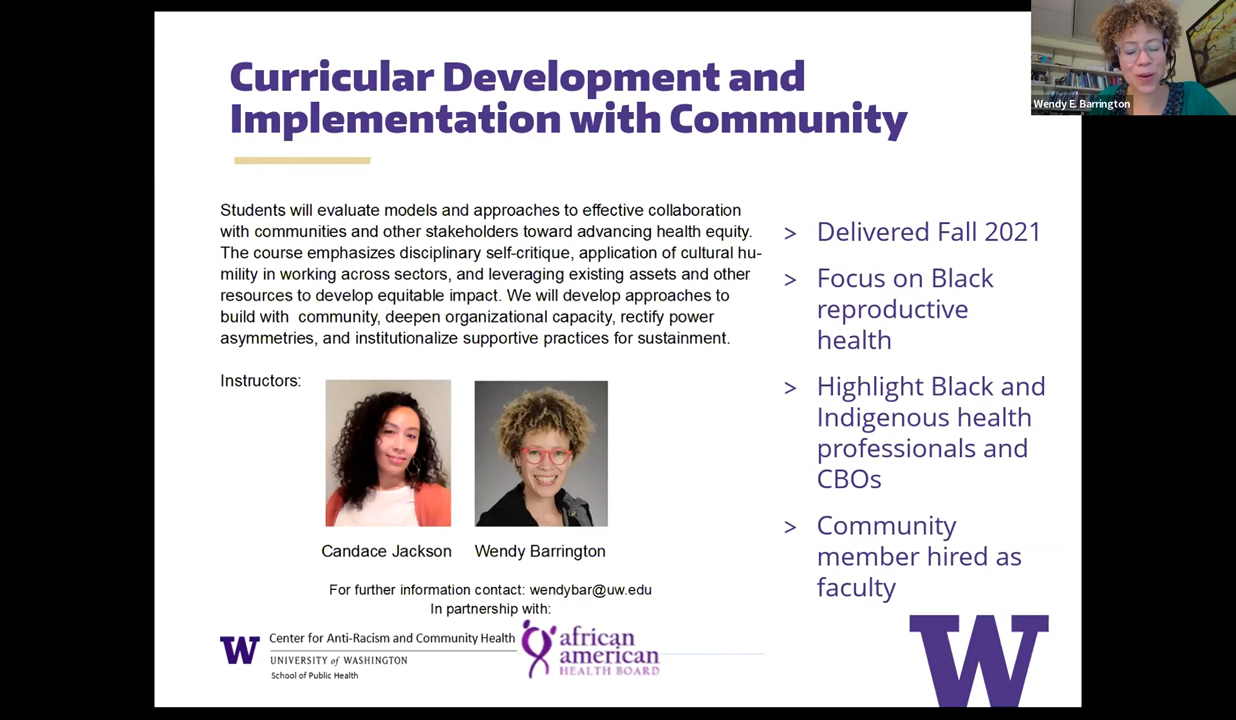 Curricular Development and
Implementation with Community
Wendy E. Barrington
Students will evaluate models and approaches to effective collaboration
with communities and other stakeholders toward advancing health equity.
The course emphasizes disciplinary self-critique, application of cultural hu-
mility in working across sectors, and leveraging existing assets and other
resources to develop equitable impact. We will develop approaches to
build with community, deepen organizational capacity, rectify power
asymmetries, and institutionalize supportive practices for sustainment.
Instructors:
Candace Jackson
Wendy Barrington
For further information contact: wendybar@uw.edu
In partnership with:
W
Center for Anti-Racism and Community Health
UNIVERSITY of WASHINGTON
School of Public Health
african
american
HEALTH BOARD
> Delivered Fall 2021
> Focus on Black
reproductive
health
> Highlight Black and
Indigenous health
professionals and
CBOs
> Community
member hired as
faculty
W